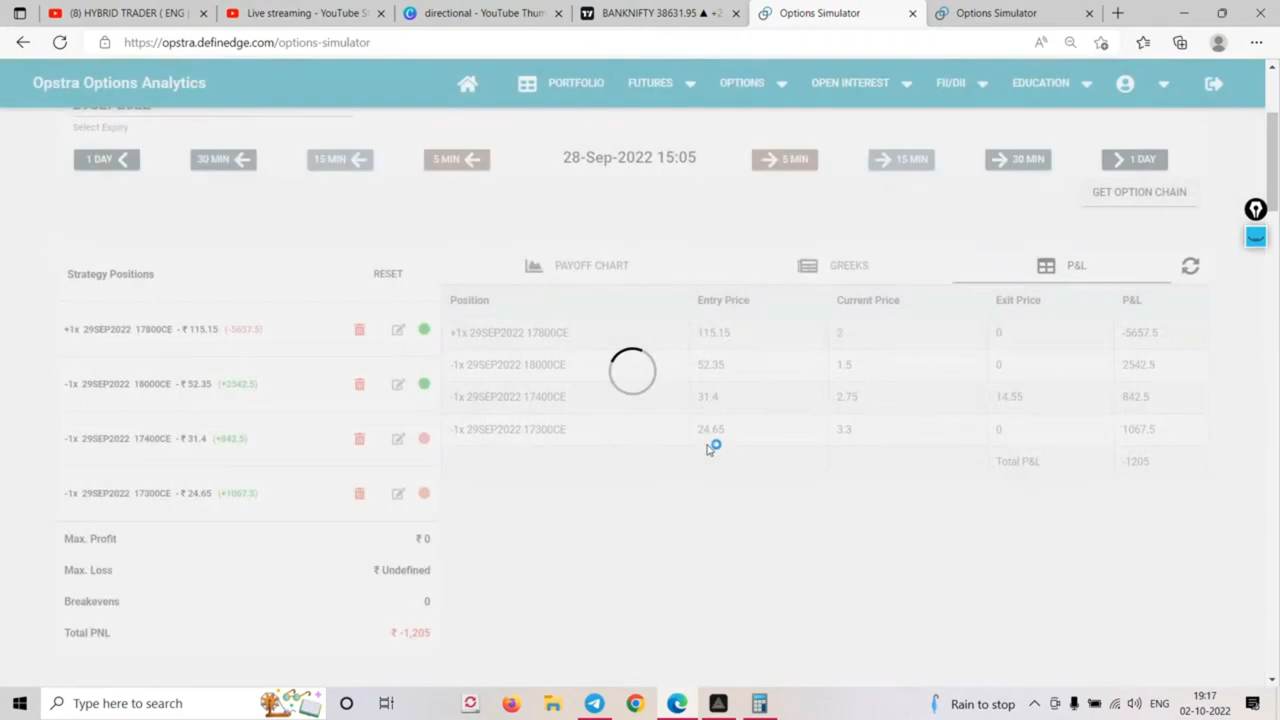 (8) HYBRID TRADER ( ENG |
Live streaming - YouTube S
directional - YouTube Thum
BANKNIFTY 38631.95 ▲ +2
Options Simulator
Options Simulator
https://opstra.definedge.com/options-simulator
Opstra Options Analytics
PORTFOLIO
FUTURES
OPTIONS
OPEN INTEREST
FII/DII
EDUCATION
Select Expiry
1 DAY
30 MIN
15 MIN
5 MIN
28-Sep-2022 15:05
5 MIN
15 MIN
30 MIN
1 DAY
GET OPTION CHAIN
Strategy Positions
RESET
PAYOFF CHART
GREEKS
P&L
Position Entry Price Current Price Exit Price P&L
+1x 29SEP2022 17800CE - ₹ 115.15 (-5657.5)
-1x 29SEP2022 18000CE - ₹ 52.35 (+2542.5)
-1x 29SEP2022 17400CE - ₹ 31.4 (+842.5)
-1x 29SEP2022 17300CE - ₹ 24.65 (+1067.5)
+1x 29SEP2022 17800CE 115.15 2 0 -5657.5
-1x 29SEP2022 18000CE 52.35 1.5 0 2542.5
-1x 29SEP2022 17400CE 31.4 2.75 14.55 842.5
-1x 29SEP2022 17300CE 24.65 3.3 0 1067.5
Total P&L -1205
Max. Profit ₹ 0
Max. Loss ₹ Undefined
Breakevens 0
Total PNL ₹ -1,205
Type here to search
Rain to stop
ENG
19:17
02-10-2022